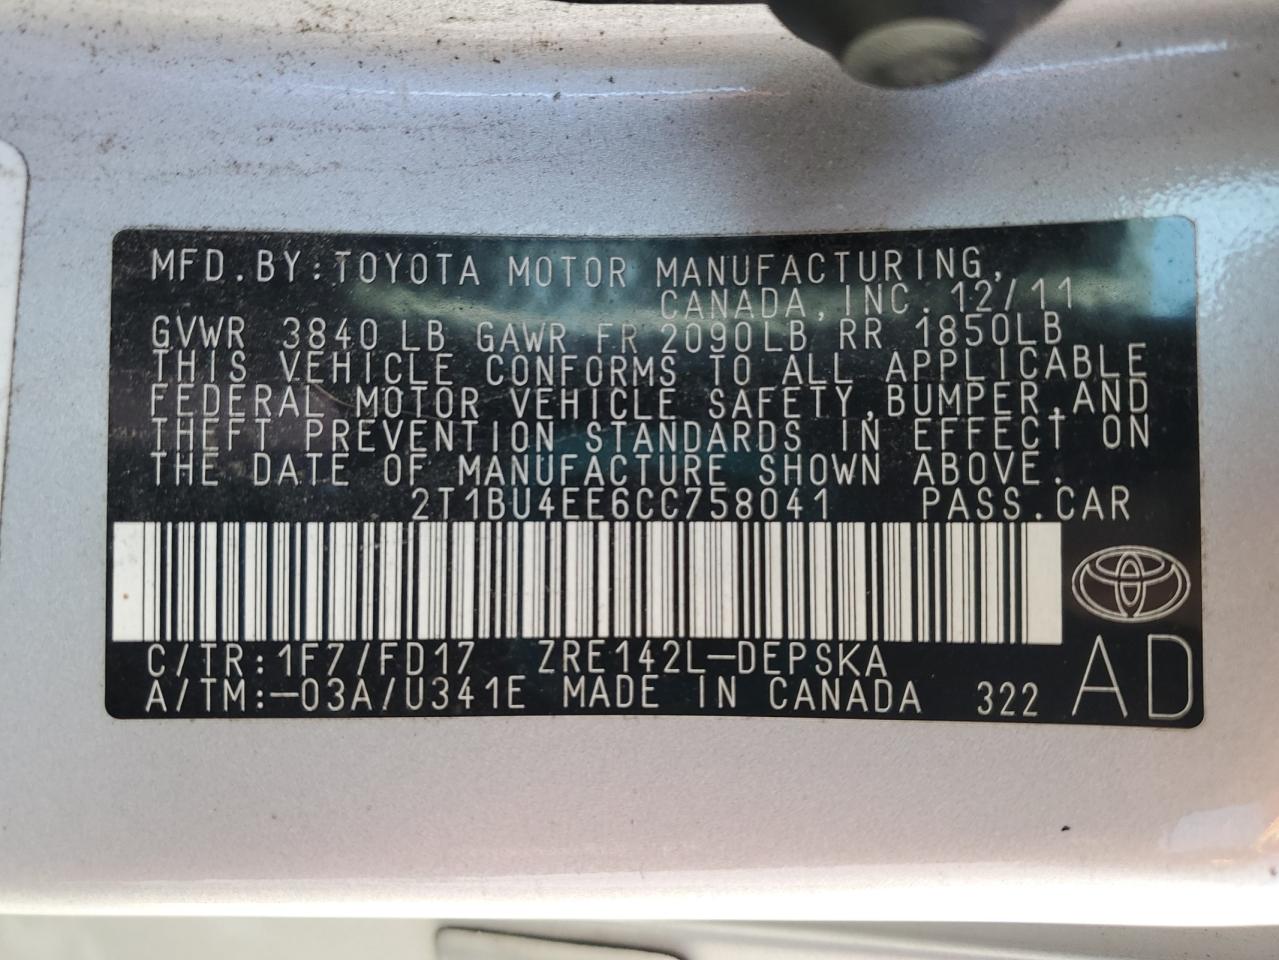 MFD.BY:TOYOTA MOTOR MANUFACTURING,
CANADA,INC. 12/11
GVWR 3840 LB GAWR FR 2090LB RR 1850LB
THIS VEHICLE CONFORMS TO ALL APPLICABLE
FEDERAL MOTOR VEHICLE SAFETY,BUMPER,AND
THEFT PREVENTION STANDARDS IN EFFECT ON
THE DATE OF MANUFACTURE SHOWN ABOVE.
2T1BU4EE6CC758041 PASS.CAR
C/TR:1F7/FD17 ZRE142L-DEPSKA
A/TM:-03A/U341E MADE IN CANADA 322
AD